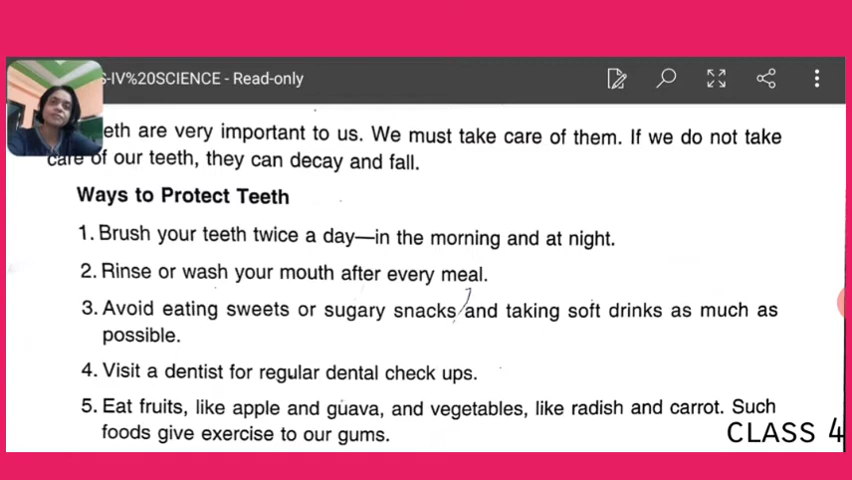 S-IV%20SCIENCE - Read-only
eth are very important to us. We must take care of them. If we do not take
care of our teeth, they can decay and fall.
Ways to Protect Teeth
1. Brush your teeth twice a day—in the morning and at night.
2. Rinse or wash your mouth after every meal.
3. Avoid eating sweets or sugary snacks and taking soft drinks as much as
possible.
4. Visit a dentist for regular dental check ups.
5. Eat fruits, like apple and guava, and vegetables, like radish and carrot. Such
foods give exercise to our gums.
CLASS 4